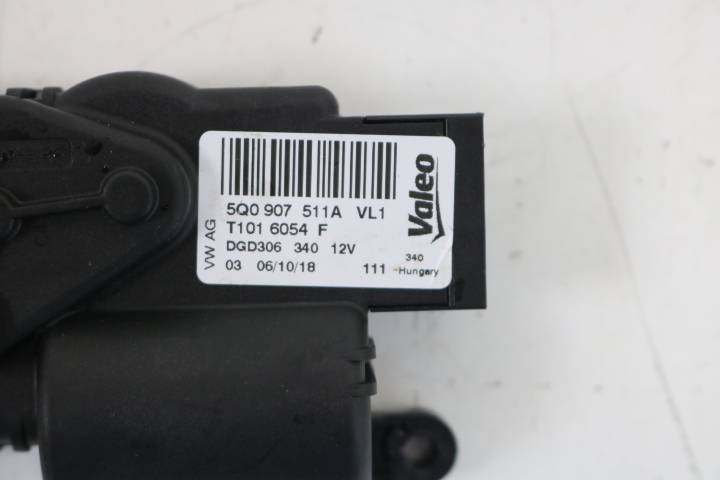 5Q0 907 511A VL1
T101 6054 F
DGD306 340 12V
03 06/10/18 111
VW AG
Valeo
340
Hungary